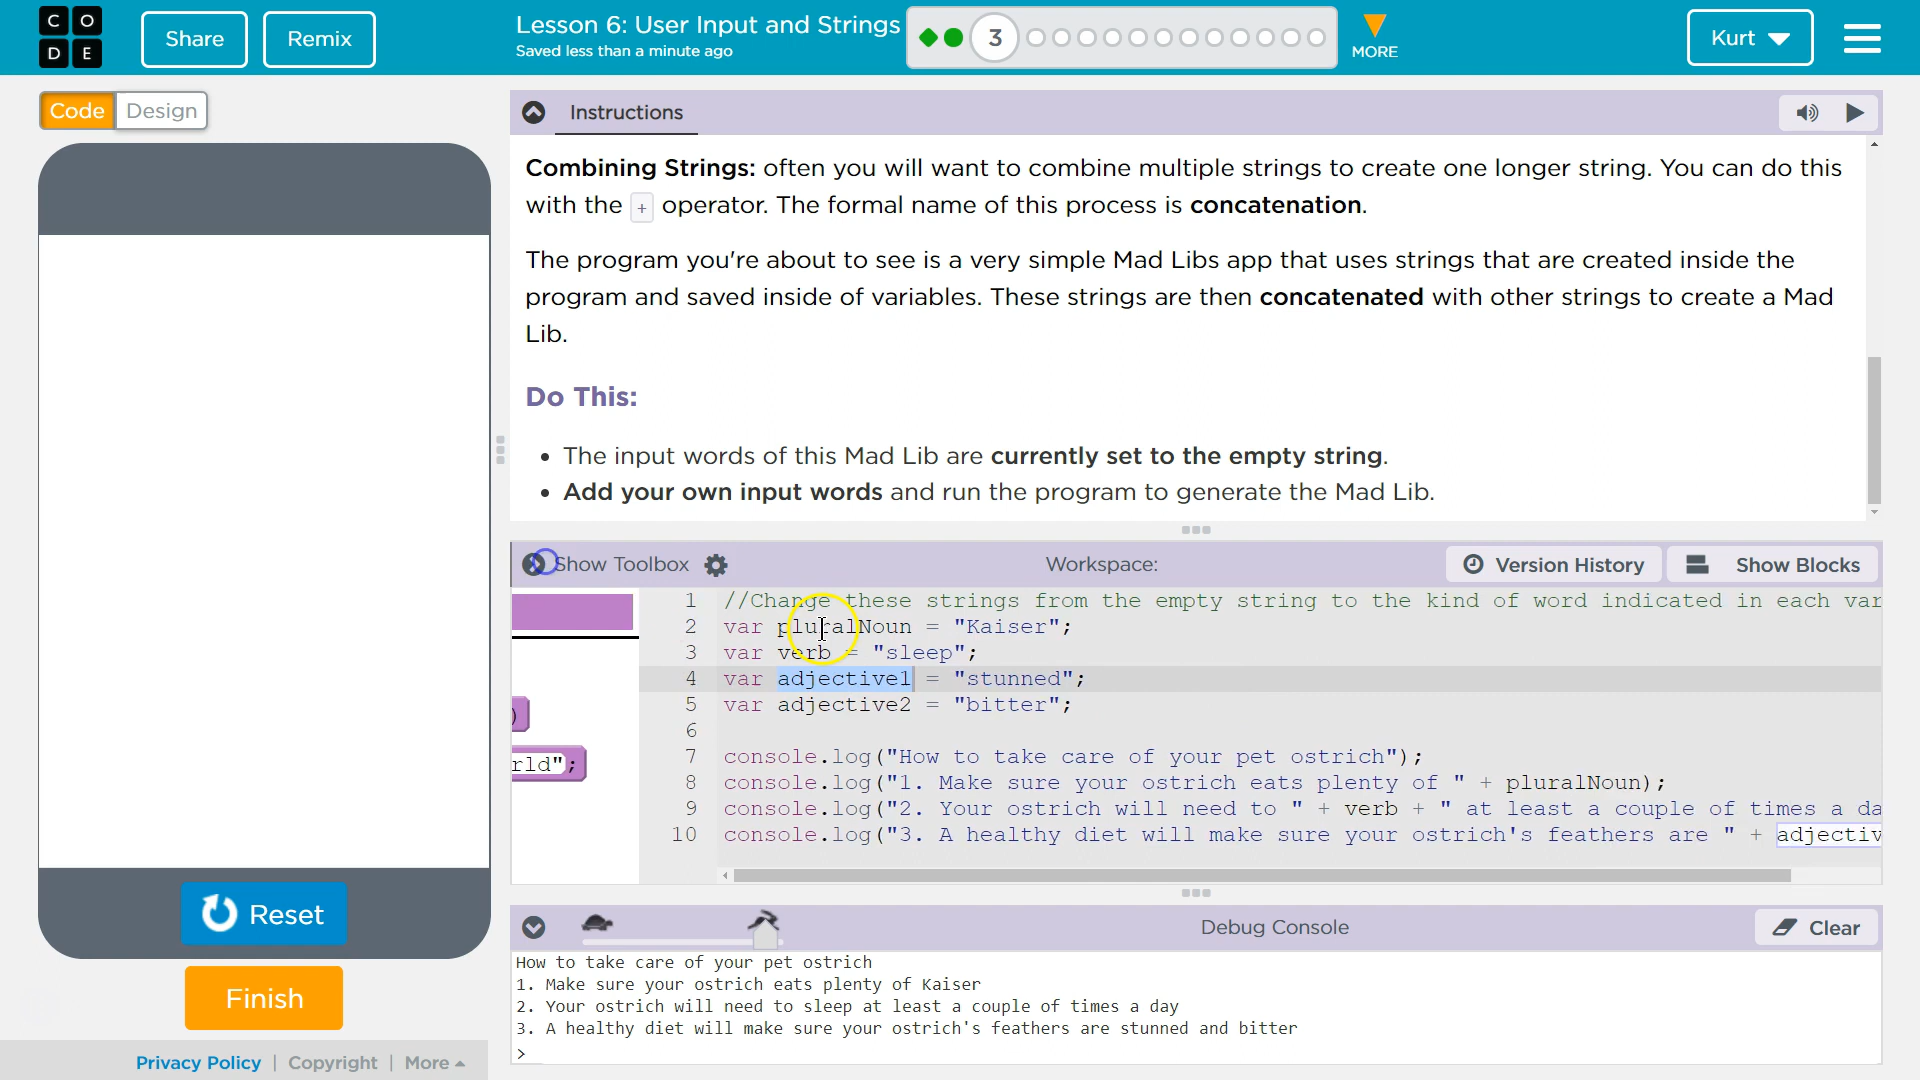 CODE
Share
Remix
Lesson 6: User Input and Strings
Saved less than a minute ago
3
MORE
Kurt
Code
Design
Instructions
Combining Strings: often you will want to combine multiple strings to create one longer string. You can do this
with the + operator. The formal name of this process is concatenation.
The program you're about to see is a very simple Mad Libs app that uses strings that are created inside the
program and saved inside of variables. These strings are then concatenated with other strings to create a Mad
Lib.
Do This:
• The input words of this Mad Lib are currently set to the empty string.
• Add your own input words and run the program to generate the Mad Lib.
Show Toolbox
Workspace:
Version History
Show Blocks
)
rld";
1 //Change these strings from the empty string to the kind of word indicated in each var
2 var pluralNoun = "Kaiser";
3 var verb = "sleep";
4 var adjective1 = "stunned";
5 var adjective2 = "bitter";
6
7 console.log("How to take care of your pet ostrich");
8 console.log("1. Make sure your ostrich eats plenty of " + pluralNoun);
9 console.log("2. Your ostrich will need to " + verb + " at least a couple of times a da
10 console.log("3. A healthy diet will make sure your ostrich's feathers are " + adjectiv
Reset
Finish
Debug Console
Clear
How to take care of your pet ostrich
1. Make sure your ostrich eats plenty of Kaiser
2. Your ostrich will need to sleep at least a couple of times a day
3. A healthy diet will make sure your ostrich's feathers are stunned and bitter
>
Privacy Policy | Copyright | More